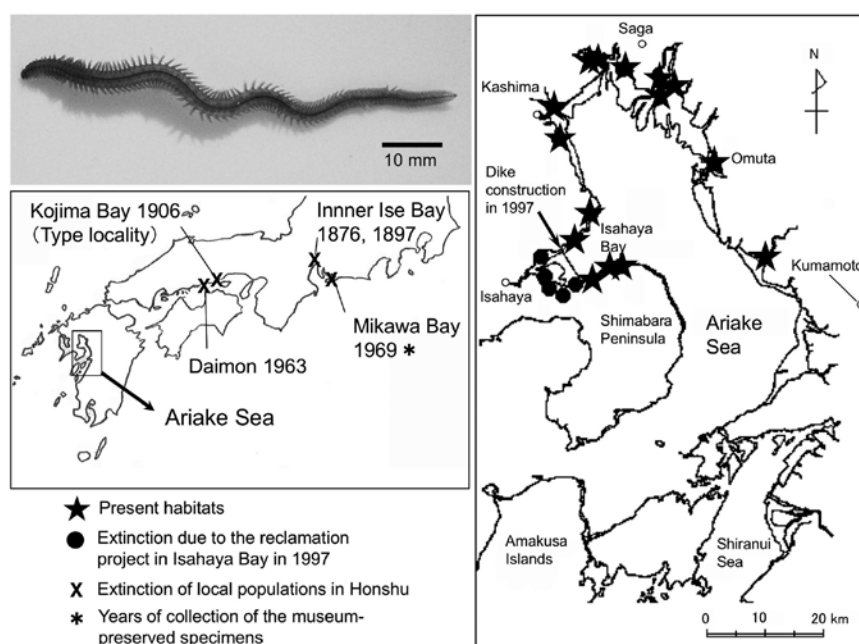 10 mm
Kojima Bay 1906
(Type locality)
Innner Ise Bay
1876, 1897
Mikawa Bay
1969 *
Daimon 1963
Ariake Sea
Present habitats
Extinction due to the reclamation
project in Isahaya Bay in 1997
X Extinction of local populations in Honshu
* Years of collection of the museum-
preserved specimens
Saga
N
Kashima
Omuta
Dike
construction
in 1997
Isahaya
Bay
Kumamoto
Isahaya
Shimabara
Peninsula
Ariake
Sea
Amakusa
Islands
Shiranui
Sea
0 10 20 km